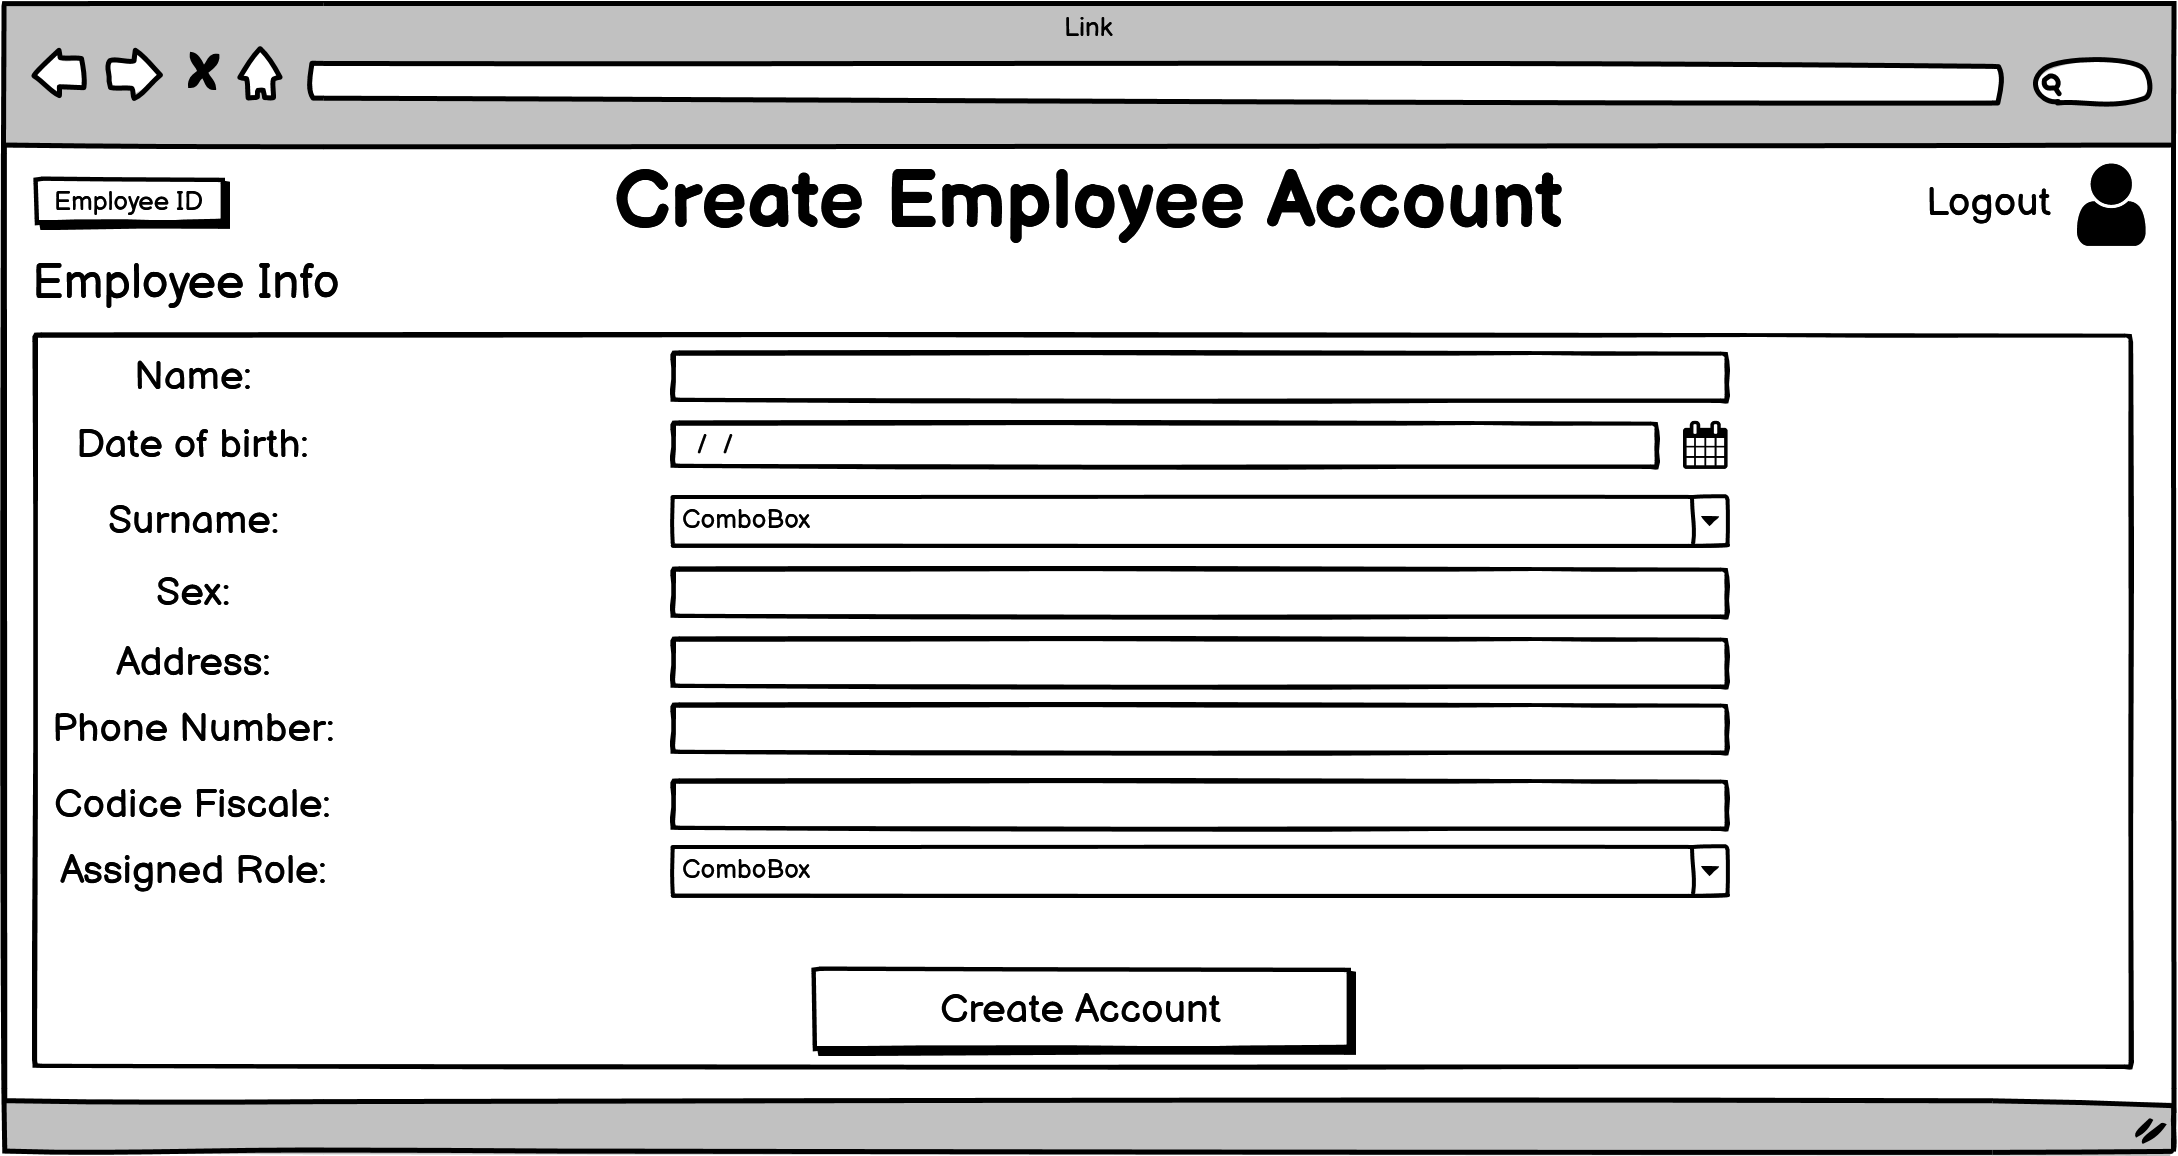 Link
Employee ID
Create Employee Account
Logout
Employee Info
Name:
Date of birth: / /
Surname: ComboBox
Sex:
Address:
Phone Number:
Codice Fiscale:
Assigned Role: ComboBox
Create Account